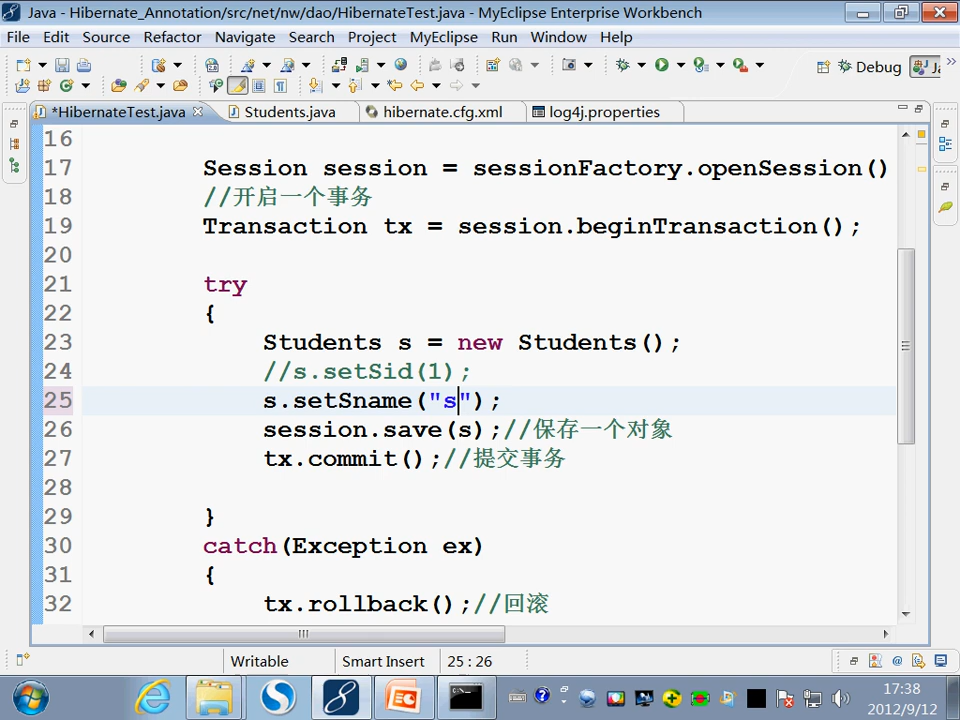 Java - Hibernate_Annotation/src/net/nw/dao/HibernateTest.java - MyEclipse Enterprise Workbench
File Edit Source Refactor Navigate Search Project MyEclipse Run Window Help
Debug
*HibernateTest.java Students.java hibernate.cfg.xml log4j.properties
16
17 Session session = sessionFactory.openSession()
18 //开启一个事务
19 Transaction tx = session.beginTransaction();
20
21 try
22 {
23 Students s = new Students();
24 //s.setSid(1);
25 s.setSname("s");
26 session.save(s);//保存一个对象
27 tx.commit();//提交事务
28
29 }
30 catch(Exception ex)
31 {
32 tx.rollback();//回滚
Writable Smart Insert 25 : 26
17:38
2012/9/12